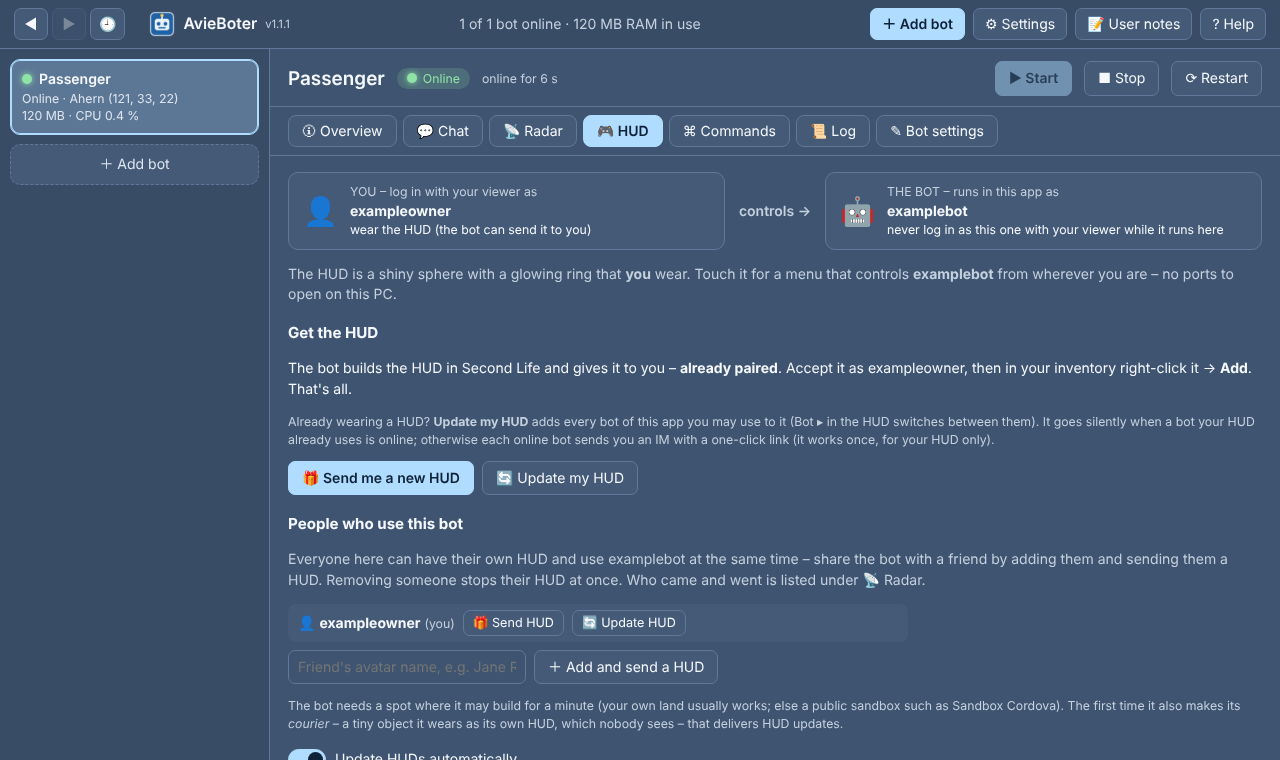 AvieBoter v1.1.1
1 of 1 bot online · 120 MB RAM in use
+ Add bot
⚙ Settings
📝 User notes
? Help
Passenger
Online · Ahern (121, 33, 22)
120 MB · CPU 0.4 %
+ Add bot
Passenger
Online
online for 6 s
▶ Start
■ Stop
⟳ Restart
🛈 Overview
💬 Chat
📡 Radar
🎮 HUD
⌘ Commands
📜 Log
✎ Bot settings
YOU – log in with your viewer as
exampleowner
wear the HUD (the bot can send it to you)
controls →
THE BOT – runs in this app as
examplebot
never log in as this one with your viewer while it runs here
The HUD is a shiny sphere with a glowing ring that you wear. Touch it for a menu that controls examplebot from wherever you are – no ports to
open on this PC.
Get the HUD
The bot builds the HUD in Second Life and gives it to you – already paired. Accept it as exampleowner, then in your inventory right-click it → Add.
That's all.
Already wearing a HUD? Update my HUD adds every bot of this app you may use to it (Bot ▸ in the HUD switches between them). It goes silently when a bot your HUD
already uses is online; otherwise each online bot sends you an IM with a one-click link (it works once, for your HUD only).
🎁 Send me a new HUD
🔄 Update my HUD
People who use this bot
Everyone here can have their own HUD and use examplebot at the same time – share the bot with a friend by adding them and sending them a
HUD. Removing someone stops their HUD at once. Who came and went is listed under 📡 Radar.
👤 exampleowner (you)
🎁 Send HUD
🔄 Update HUD
Friend's avatar name, e.g. Jane
+ Add and send a HUD
The bot needs a spot where it may build for a minute (your own land usually works; else a public sandbox such as Sandbox Cordova). The first time it also makes its
courier – a tiny object it wears as its own HUD, which nobody sees – that delivers HUD updates.
Update HUDs automatically